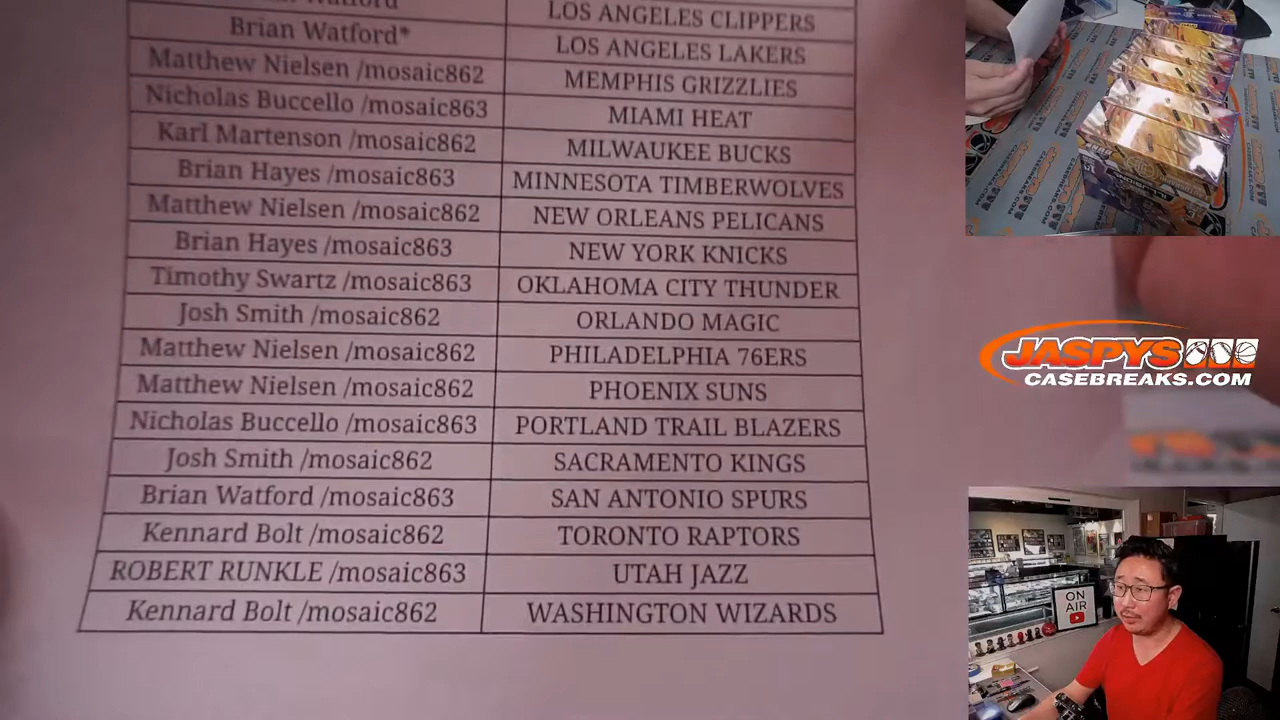 Watford
LOS ANGELES CLIPPERS
Brian Watford*
LOS ANGELES LAKERS
Matthew Nielsen /mosaic862
MEMPHIS GRIZZLIES
Nicholas Buccello /mosaic863
MIAMI HEAT
Karl Martenson /mosaic862
MILWAUKEE BUCKS
Brian Hayes /mosaic863
MINNESOTA TIMBERWOLVES
Matthew Nielsen /mosaic862
NEW ORLEANS PELICANS
Brian Hayes /mosaic863
NEW YORK KNICKS
Timothy Swartz /mosaic863
OKLAHOMA CITY THUNDER
Josh Smith /mosaic862
ORLANDO MAGIC
Matthew Nielsen /mosaic862
PHILADELPHIA 76ERS
Matthew Nielsen /mosaic862
PHOENIX SUNS
Nicholas Buccello /mosaic863
PORTLAND TRAIL BLAZERS
Josh Smith /mosaic862
SACRAMENTO KINGS
Brian Watford /mosaic863
SAN ANTONIO SPURS
Kennard Bolt /mosaic862
TORONTO RAPTORS
ROBERT RUNKLE /mosaic863
UTAH JAZZ
Kennard Bolt /mosaic862
WASHINGTON WIZARDS
JASPYS
CASEBREAKS.COM
ON
AIR